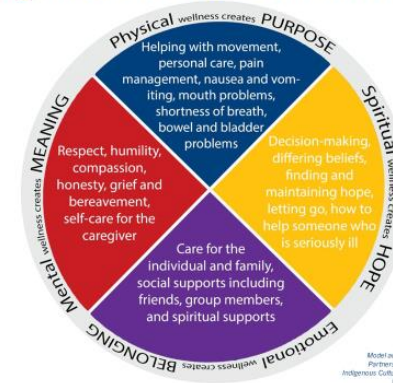 Physical wellness creates PURPOSE
Helping with movement,
personal care, pain
management, nausea and vom-
iting, mouth problems,
shortness of breath,
bowel and bladder
problems
Spiritual wellness creates HOPE
Decision-making,
differing beliefs,
finding and
maintaining hope,
letting go, how to
help someone who
is seriously ill
Emotional wellness creates BELONGING
Care for the
individual and family,
social supports including
friends, group members,
and spiritual supports
Mental wellness creates MEANING
Respect, humility,
compassion,
honesty, grief and
bereavement,
self-care for the
caregiver
Model
Partners
Indigenous